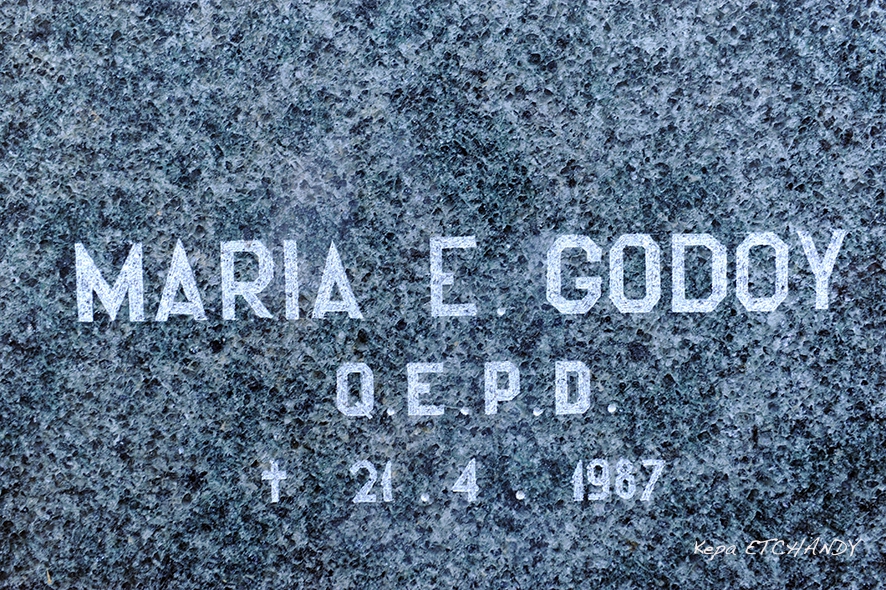 MARIA E. GODOY
Q.E.P.D.
† 21.4.1987
Kepa ETCHANDY